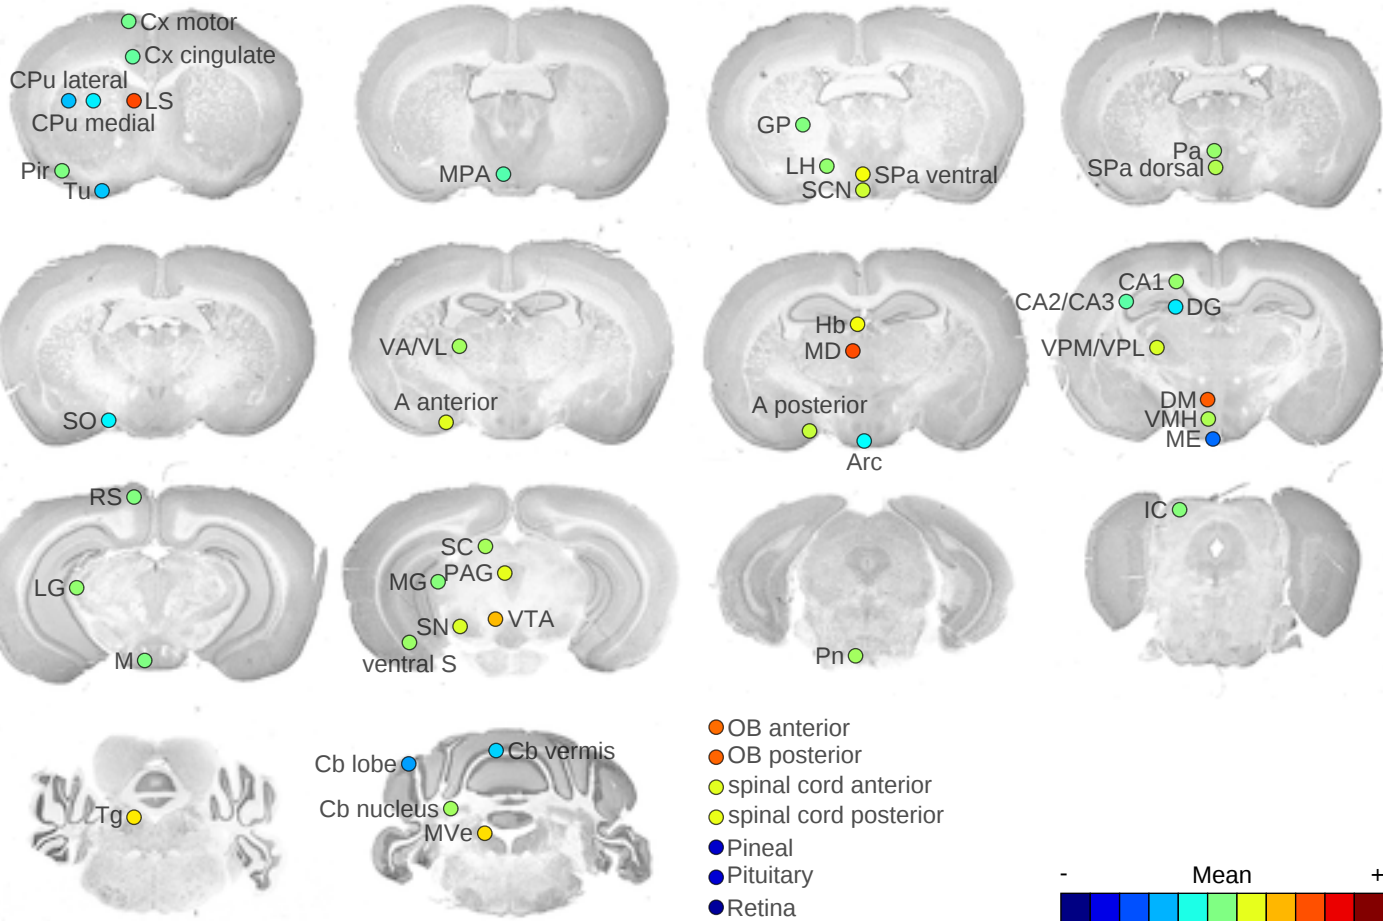 Cx motor
Cx cingulate
CPu lateral
LS
CPu medial
Pir
Tu
MPA
GP
LH
SPa ventral
SCN
Pa
SPa dorsal
SO
VA/VL
A anterior
Hb
MD
A posterior
Arc
CA1
CA2/CA3
DG
VPM/VPL
DM
VMH
ME
RS
LG
M
SC
MG
PAG
SN
VTA
ventral S
Pn
IC
Tg
Cb lobe
Cb vermis
Cb nucleus
MVe
OB anterior
OB posterior
spinal cord anterior
spinal cord posterior
Pineal
Pituitary
Retina
- Mean +